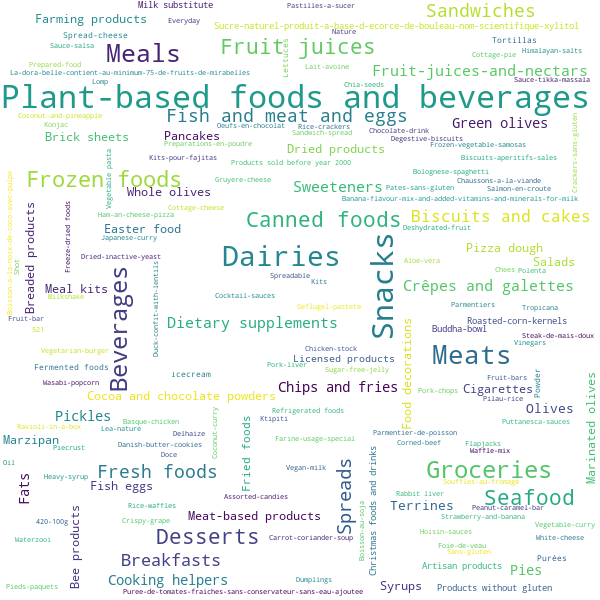 Milk substitute
Pastilles-a-sucer
Sandwiches
Farming products
Everyday
Sucre-naturel-produit-a-base-d-ecorce-de-bouleau-nom-scientifique-xylitol
Spread-cheese
Nature
Tortillas
Sauce-salsa
Meals
Fruit juices
Lettuces
Cottage-pie
Himalayan-salts
Prepared-food
La-dora-belle-contient-au-minimum-75-de-fruits-de-mirabelles
Lait-avoine
Fruit-juices-and-nectars
Sauce-tikka-massala
Lomp
Chia-seeds
Plant-based foods and beverages
Coconut-and-pineapple
Fish and meat and eggs
Green olives
Konjac
Oeufs-en-chocolat
Rice-crackers
Chocolate-drink
Brick sheets
Pancakes
Sandwich-spread
Degestive-biscuits
Preparations-en-poudre
Dried products
Frozen-vegetable-samosas
Crackers-sans-gluten
Vegetable pasta
Kits-pour-fajitas
Products sold before year 2000
Biscuits-aperitifs-sales
Bolognese-spaghetti
Frozen foods
Gruyere-cheese
Chaussons-a-la-viande
Whole olives
Sweeteners
Pates-sans-gluten
Salmon-en-croute
Banana-flavour-mix-and-added-vitamins-and-minerals-for-milk
Boisson-a-la-noix-de-coco-avec-pulpe
Breaded products
Freeze-dried foods
Cottage-cheese
Ham-an-cheese-pizza
Canned foods
Biscuits and cakes
Easter food
Deshydrated-fruit
Japanese-curry
Snacks
Pizza dough
Dried-inactive-yeast
Dairies
Aloe-vera
Salads
Shot
Beverages
Duck-confit-with-lentils
Chees
Polenta
Spreadable
Kits
Meal kits
Crêpes and galettes
Milkshake
Cocktail-sauces
Geflugel-pastete
Parmentiers
Tropicana
Fruit-bar
Dietary supplements
Food decorations
Roasted-corn-kernels
521
Buddha-bowl
Steak-de-mais-doux
Vegetarian-burger
Chicken-stock
Vinegars
Licensed products
Meats
Fermented foods
Pork-liver
Sugar-free-jelly
Icecream
Fruit-bars
Powder
Wasabi-popcorn
Chips and fries
Pork-chops
Cigarettes
Marinated olives
Cocoa and chocolate powders
Pilau-rice
Pickles
Coconut-curry
Refrigerated foods
Olives
Basque-chicken
Fried foods
Ktipiti
Puttanesca-sauces
Ravioli-in-a-box
Lea-nature
Delhaize
Parmentier-de-poisson
Marzipan
Danish-butter-cookies
Farine-usage-special
Corned-beef
Flapjacks
Piecrust
Doce
Waffle-mix
Oil
Fresh foods
Vegan-milk
Spreads
Christmas foods and drinks
Groceries
Heavy-syrup
Souffles-au-fromage
Fats
Fish eggs
Assorted-candies
Rabbit liver
Seafood
Rice-waffles
Boisson-au-soja
Terrines
Peanut-caramel-bar
420-100g
Crispy-grape
Meat-based products
Strawberry-and-banana
Bee products
Vegetable-curry
Hoisin-sauces
Waterzooi
Desserts
Carrot-coriander-soup
White-cheese
Foie-de-veau
Sans-gluten
Breakfasts
Purées
Artisan products
Pies
Cooking helpers
Dumplings
Pieds-paquets
Syrups
Products without gluten
Puree-de-tomates-fraiches-sans-conservateur-sans-eau-ajoutee